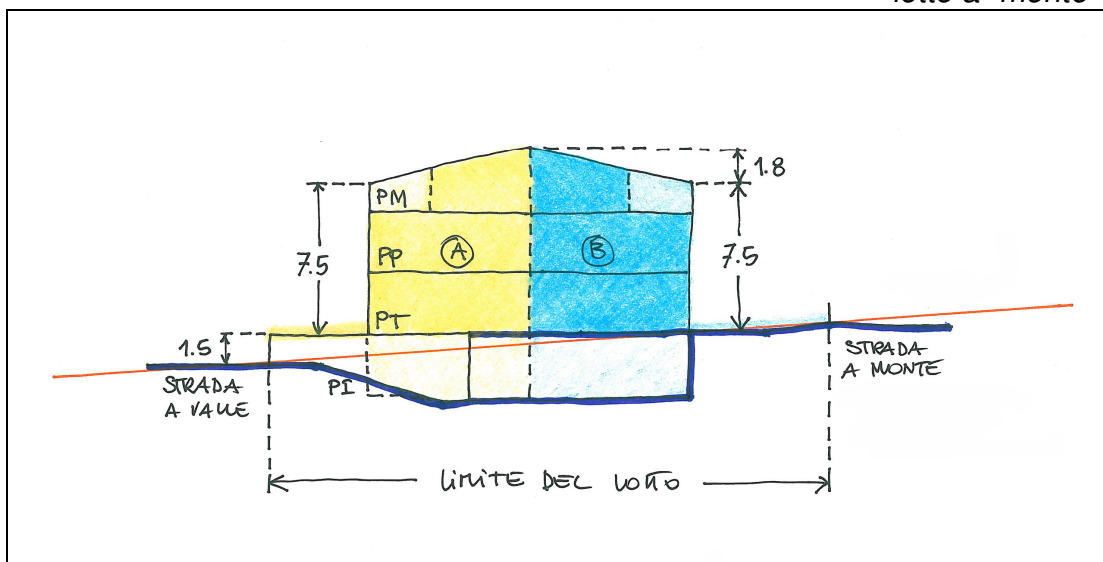 1.8
PM
7.5
PP
A
B
7.5
PT
1.5
STRADA
A VALLE
PI
STRADA
A MONTE
LIMITE DEL LOTTO